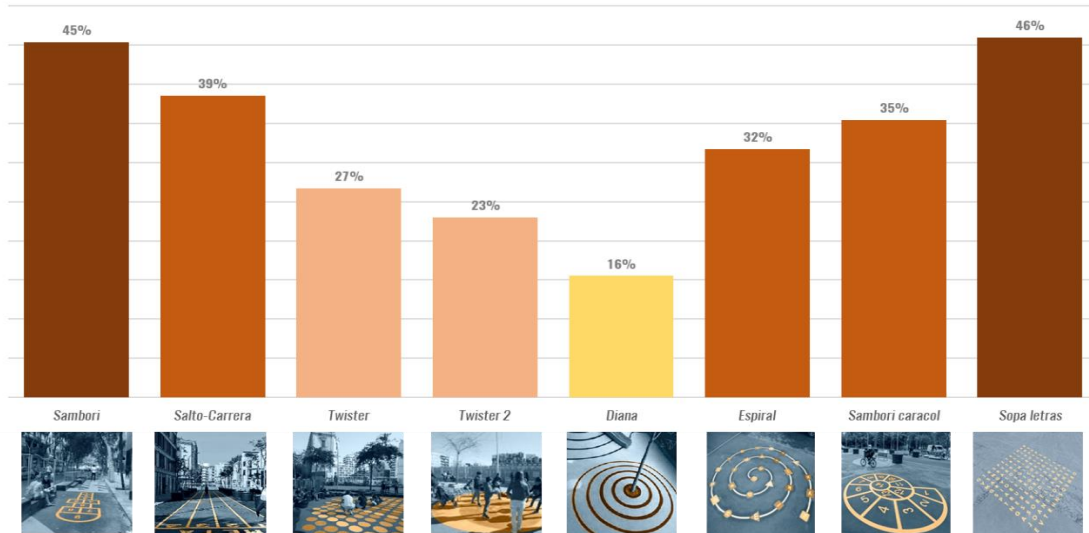 45%
39%
27%
23%
16%
32%
35%
46%
Sambori
Salto-Carrera
Twister
Twister 2
Diana
Espiral
Sambori caracol
Sopa letras